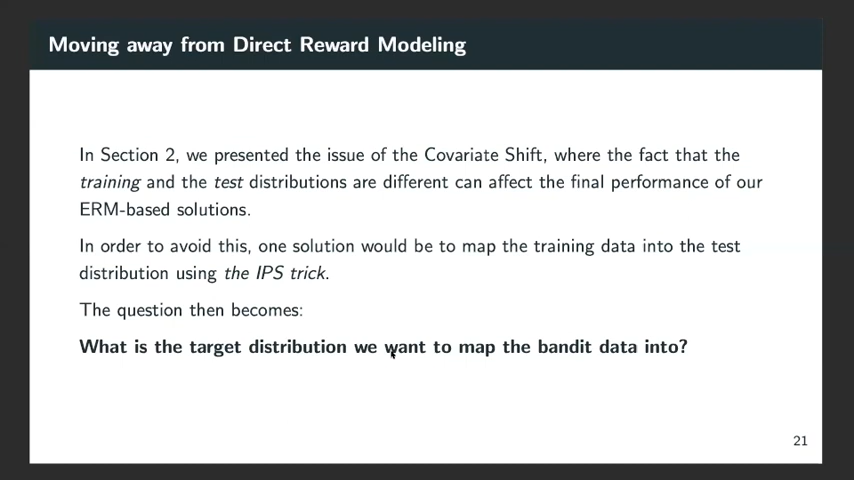 Moving away from Direct Reward Modeling
In Section 2, we presented the issue of the Covariate Shift, where the fact that the
training and the test distributions are different can affect the final performance of our
ERM-based solutions.
In order to avoid this, one solution would be to map the training data into the test
distribution using the IPS trick.
The question then becomes:
What is the target distribution we want to map the bandit data into?
21